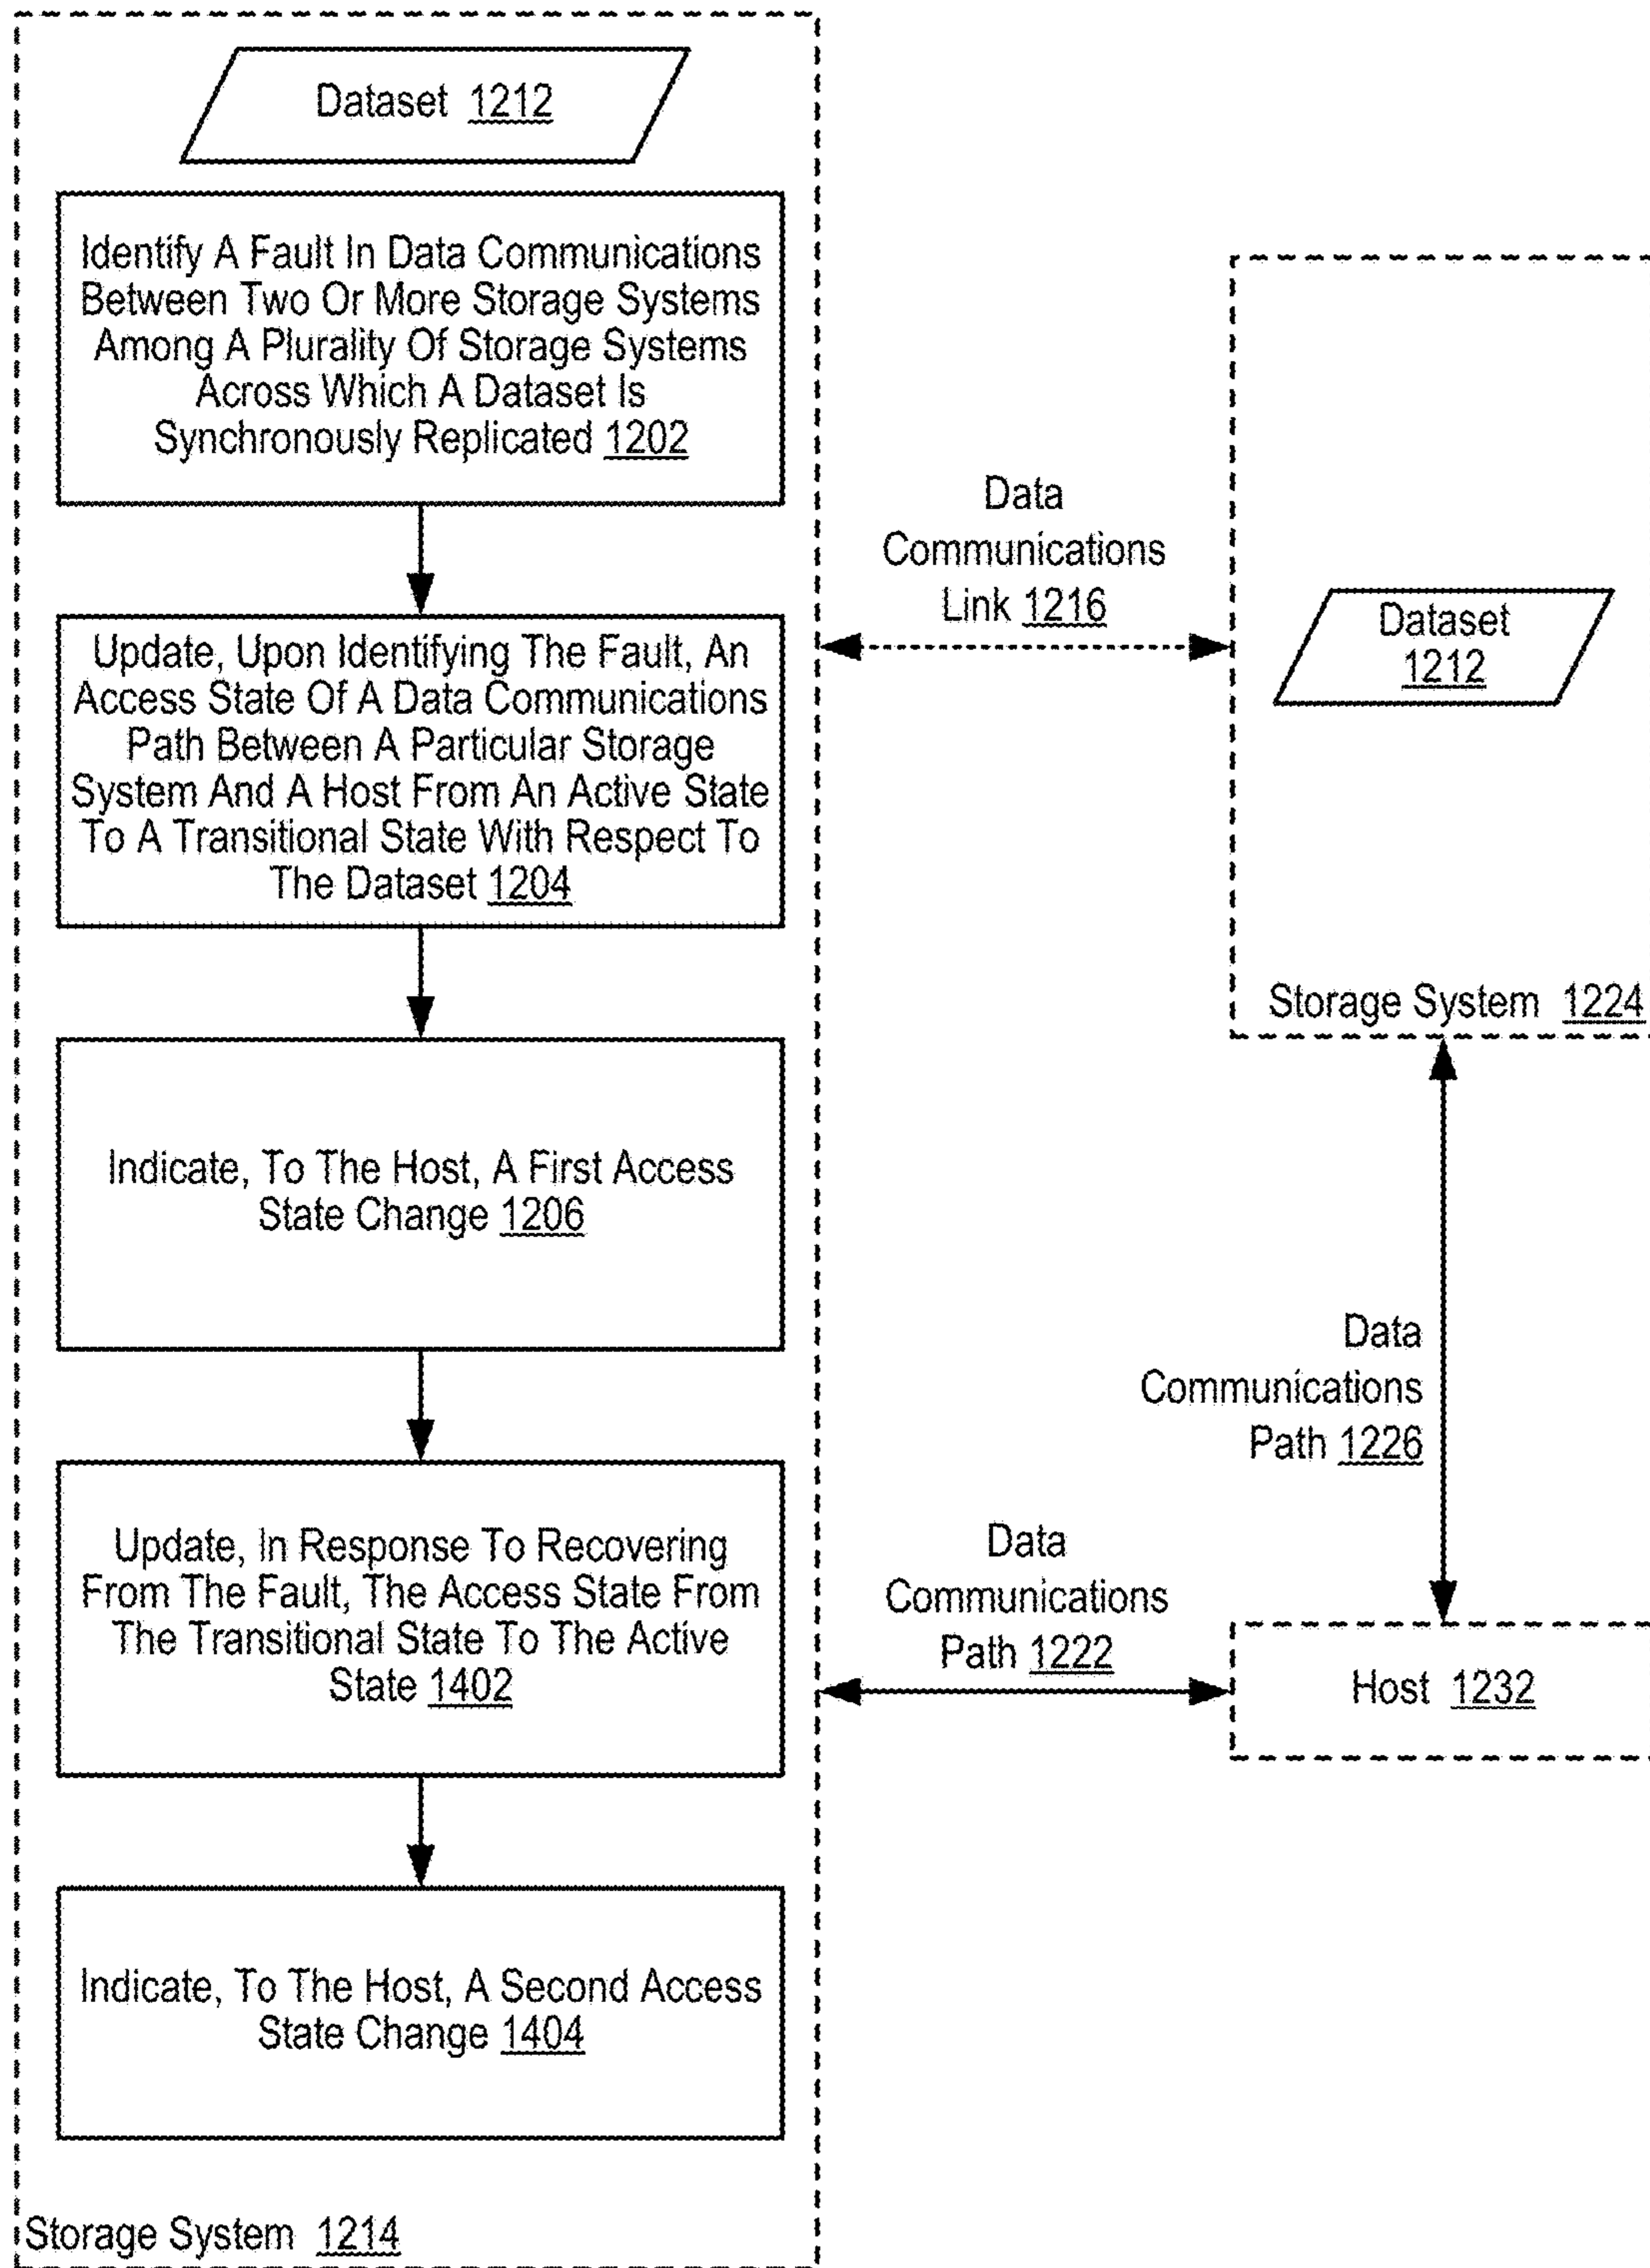 Dataset 1212
Identify A Fault In Data Communications
Between Two Or More Storage Systems
Among A Plurality Of Storage Systems
Across Which A Dataset Is
Synchronously Replicated 1202
Update, Upon Identifying The Fault, An
Access State Of A Data Communications
Path Between A Particular Storage
System And A Host From An Active State
To A Transitional State With Respect To
The Dataset 1204
Indicate, To The Host, A First Access
State Change 1206
Update, In Response To Recovering
From The Fault, The Access State From
The Transitional State To The Active
State 1402
Indicate, To The Host, A Second Access
State Change 1404
Storage System 1214
Data
Communications
Link 1216
Dataset
1212
Storage System 1224
Data
Communications
Path 1226
Data
Communications
Path 1222
Host 1232